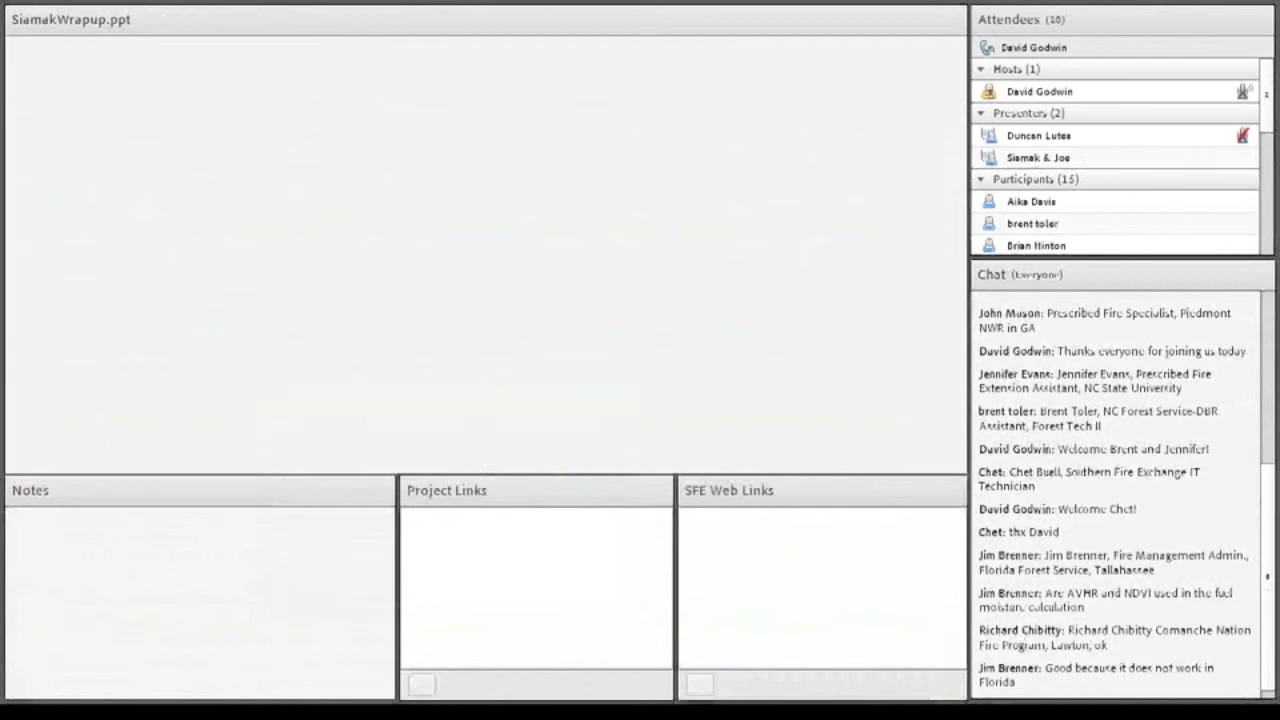 SiamakWrapup.ppt
Attendees (18)
David Godwin
Hosts (1)
David Godwin
Presenters (2)
Duncan Lutes
Siamak & Joe
Participants (15)
Aika Davis
brent toler
Brian Hinton
Chat (Everyone)
John Mason: Prescribed Fire Specialist, Piedmont
NWR in GA
David Godwin: Thanks everyone for joining us today
Jennifer Evans: Jennifer Evans, Prescribed Fire
Extension Assistant, NC State University
brent toler: Brent Toler, NC Forest Service-DBR
Assistant, Forest Tech II
David Godwin: Welcome Brent and Jennifer!
Chet: Chet Buell, Southern Fire Exchange IT
Technician
David Godwin: Welcome Chet!
Chet: thx David
Jim Brenner: Jim Brenner, Fire Management Admin.,
Florida Forest Service, Tallahassee
Jim Brenner: Are AVHR and NDVI used in the fuel
moisture calculation
Richard Chibitty: Richard Chibitty Comanche Nation
Fire Program, Lawton, ok
Jim Brenner: Good because it does not work in
Florida
Notes
Project Links
SFE Web Links